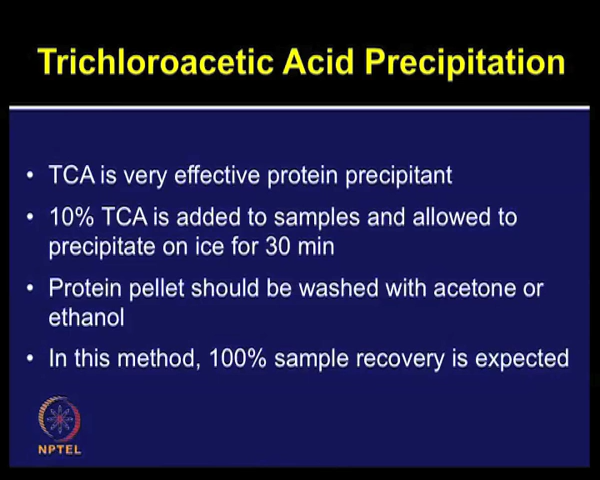 Trichloroacetic Acid Precipitation
• TCA is very effective protein precipitant
• 10% TCA is added to samples and allowed to
precipitate on ice for 30 min
• Protein pellet should be washed with acetone or
ethanol
• In this method, 100% sample recovery is expected
NPTEL